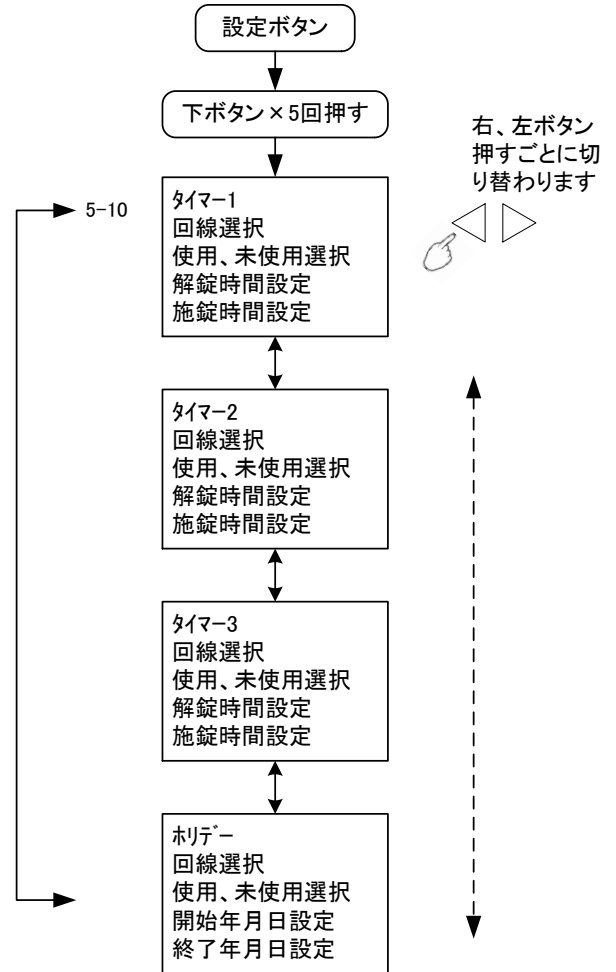 設定ボタン
下ボタン×5回押す
右、左ボタン
押すごとに切
り替わります
5-10
ﾀｲﾏｰ1
回線選択
使用、未使用選択
解錠時間設定
施錠時間設定
ﾀｲﾏｰ2
回線選択
使用、未使用選択
解錠時間設定
施錠時間設定
ﾀｲﾏｰ3
回線選択
使用、未使用選択
解錠時間設定
施錠時間設定
ﾎﾘﾃﾞｰ
回線選択
使用、未使用選択
開始年月日設定
終了年月日設定